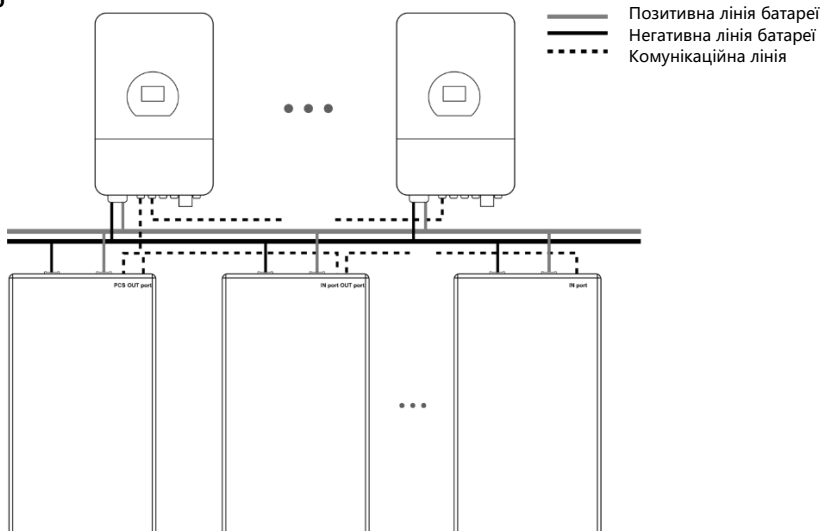 Позитивна лінія батареї
Негативна лінія батареї
Комунікаційна лінія
PCS OUT port
IN port OUT port
IN port